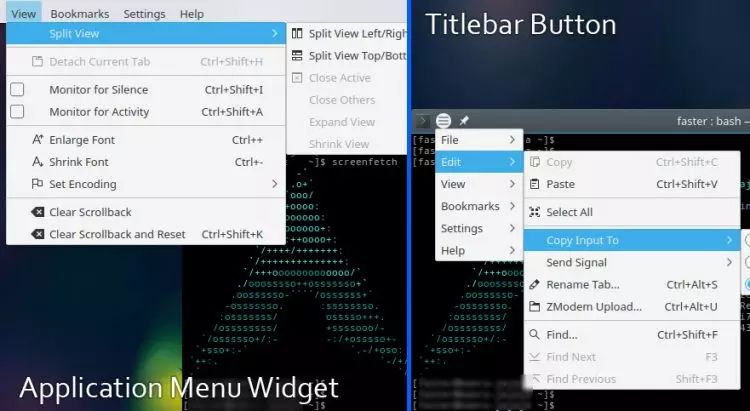 View Bookmarks Settings Help
Split View
Detach Current Tab Ctrl+Shift+H
Monitor for Silence Ctrl+Shift+I
Monitor for Activity Ctrl+Shift+A
Enlarge Font Ctrl++
Shrink Font Ctrl+-
Set Encoding
Clear Scrollback
Clear Scrollback and Reset Ctrl+Shift+K
Split View Left/Righ
Split View Top/Bott
Close Active
Close Others
Expand View
Shrink View
~]$ screenfetch
Application Menu Widget
Titlebar Button
faster : bash —
File
Edit
View
Bookmarks
Settings
Help
Copy Ctrl+Shift+C
Paste Ctrl+Shift+V
Select All
Copy Input To
Send Signal
Rename Tab... Ctrl+Alt+S
ZModem Upload... Ctrl+Alt+U
Find... Ctrl+Shift+F
Find Next F3
Find Previous Shift+F3